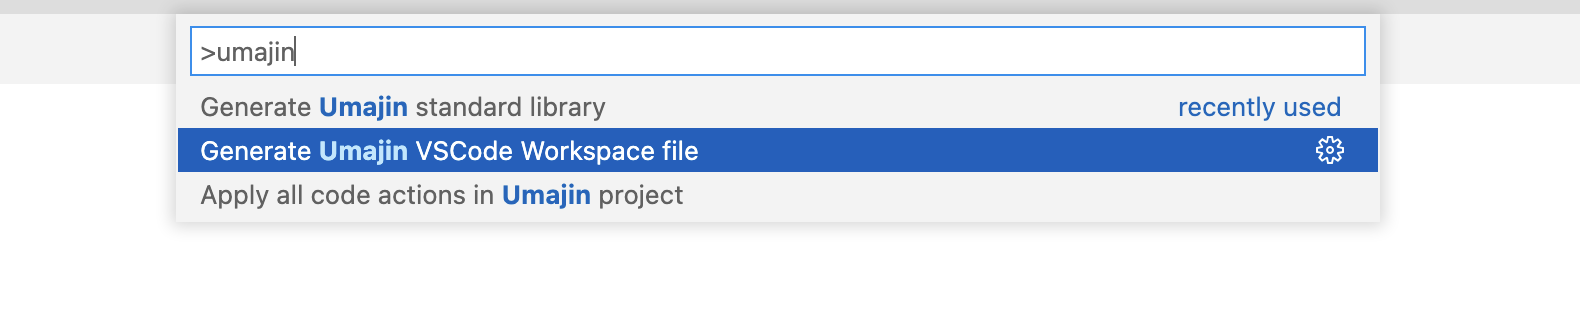 >umajin
Generate Umajin standard library recently used
Generate Umajin VSCode Workspace file
Apply all code actions in Umajin project